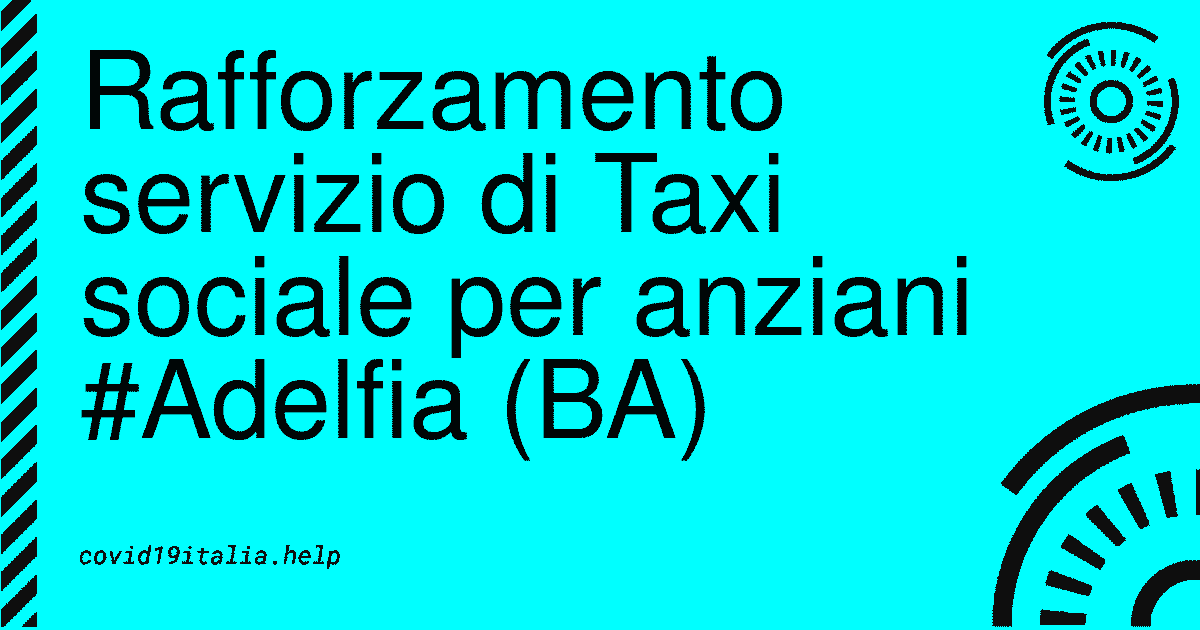 Rafforzamento
servizio di Taxi
sociale per anziani
#Adelfia (BA)
covid19italia.help